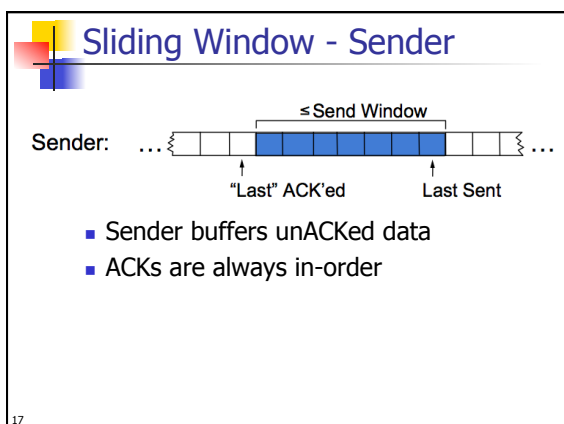 Sliding Window - Sender
≤ Send Window
Sender: ... ...
“Last” ACK’ed Last Sent
Sender buffers unACKed data
ACKs are always in-order
17